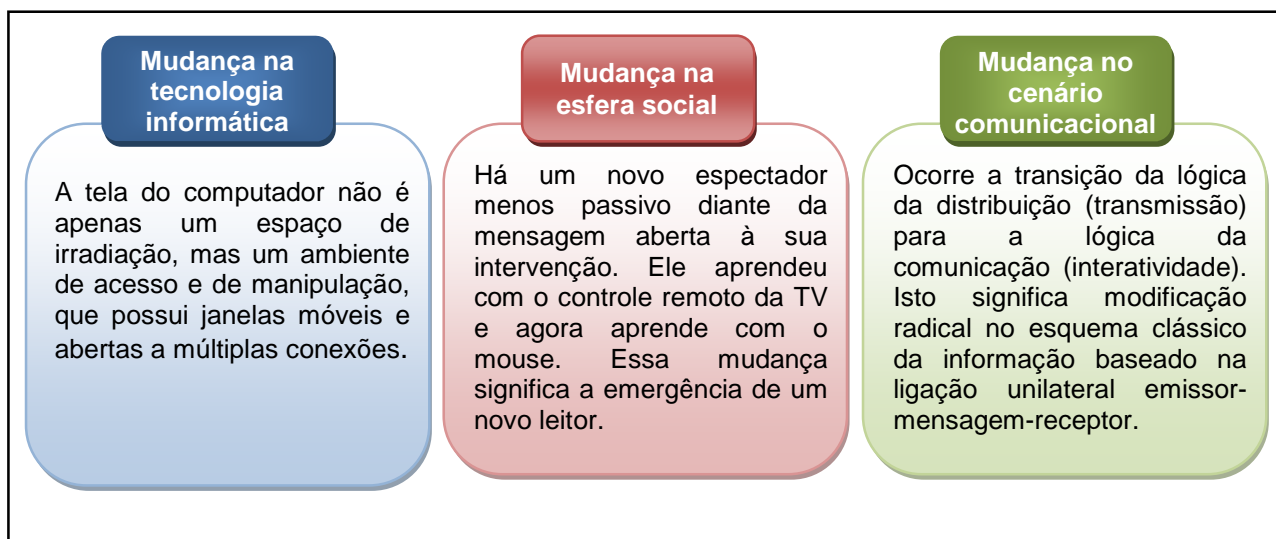 Mudança na
tecnologia
informática
A tela do computador não é
apenas um espaço de
irradiação, mas um ambiente
de acesso e de manipulação,
que possui janelas móveis e
abertas a múltiplas conexões.
Mudança na
esfera social
Há um novo espectador
menos passivo diante da
mensagem aberta à sua
intervenção. Ele aprendeu
com o controle remoto da TV
e agora aprende com o
mouse. Essa mudança
significa a emergência de um
novo leitor.
Mudança no
cenário
comunicacional
Ocorre a transição da lógica
da distribuição (transmissão)
para a lógica da
comunicação (interatividade).
Isto significa modificação
radical no esquema clássico
da informação baseado na
ligação unilateral emissor-
mensagem-receptor.